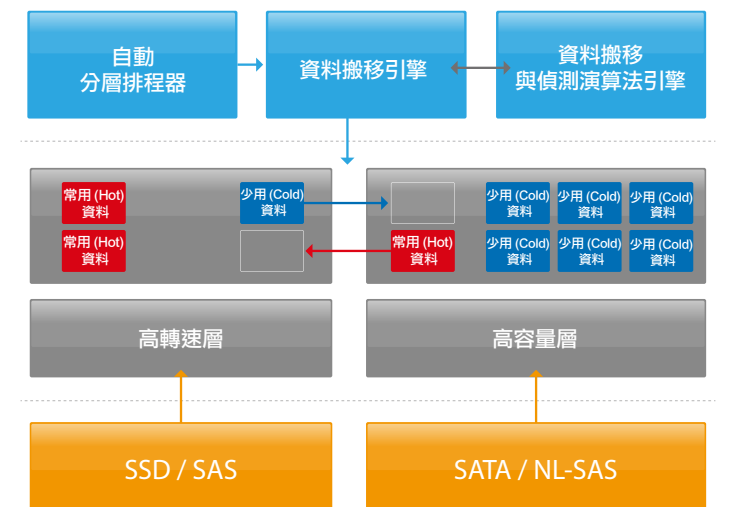 自動
分層排程器
資料搬移引擎
資料搬移
與偵測演算法引擎
常用 (Hot)
資料
少用 (Cold)
資料
少用 (Cold)
資料
少用 (Cold)
資料
少用 (Cold)
資料
常用 (Hot)
資料
常用 (Hot)
資料
少用 (Cold)
資料
少用 (Cold)
資料
少用 (Cold)
資料
高轉速層
高容量層
SSD / SAS
SATA / NL-SAS